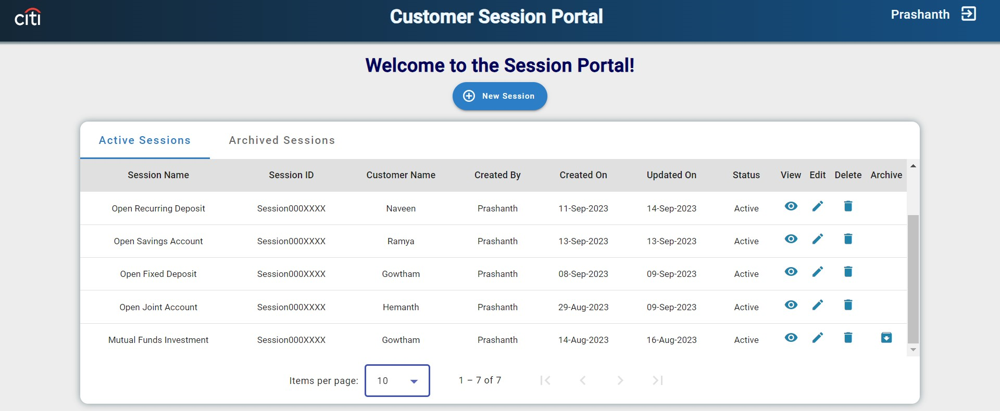 citi
Customer Session Portal
Prashanth
Welcome to the Session Portal!
New Session
Active Sessions Archived Sessions
Session Name Session ID Customer Name Created By Created On Updated On Status View Edit Delete Archive
Open Recurring Deposit Session000XXXX Naveen Prashanth 11-Sep-2023 14-Sep-2023 Active
Open Savings Account Session000XXXX Ramya Prashanth 13-Sep-2023 13-Sep-2023 Active
Open Fixed Deposit Session000XXXX Gowtham Prashanth 08-Sep-2023 09-Sep-2023 Active
Open Joint Account Session000XXXX Hemanth Prashanth 29-Aug-2023 09-Sep-2023 Active
Mutual Funds Investment Session000XXXX Gowtham Prashanth 14-Aug-2023 16-Aug-2023 Active
Items per page: 10 1 – 7 of 7